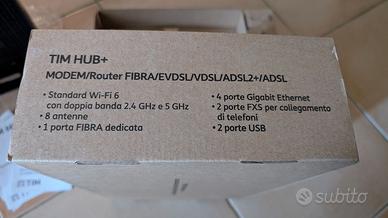 TIM HUB+
MODEM/Router FIBRA/EVDSL/VDSL/ADSL2+/ADSL
• Standard Wi-Fi 6
con doppia banda 2.4 GHz e 5 GHz
• 8 antenne
• 1 porta FIBRA dedicata
• 4 porte Gigabit Ethernet
• 2 porte FXS per collegamento
di telefoni
• 2 porte USB
subito